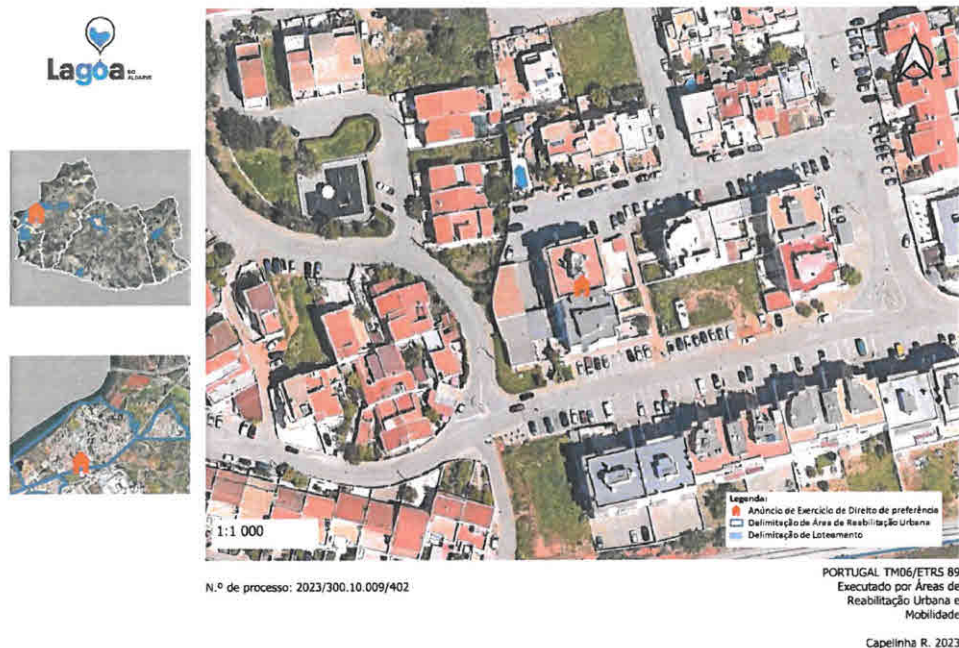 Lagoa DO ALGARVE
N
1:1 000
Legenda:
Anúncio de Exercício de Direito de preferência
Delimitação de Área de Reabilitação Urbana
Delimitação de Loteamento
N.º de processo: 2023/300.10.009/402
PORTUGAL TM06/ETRS 89
Executado por Áreas de
Reabilitação Urbana e
Mobilidade
Capelinha R. 2023